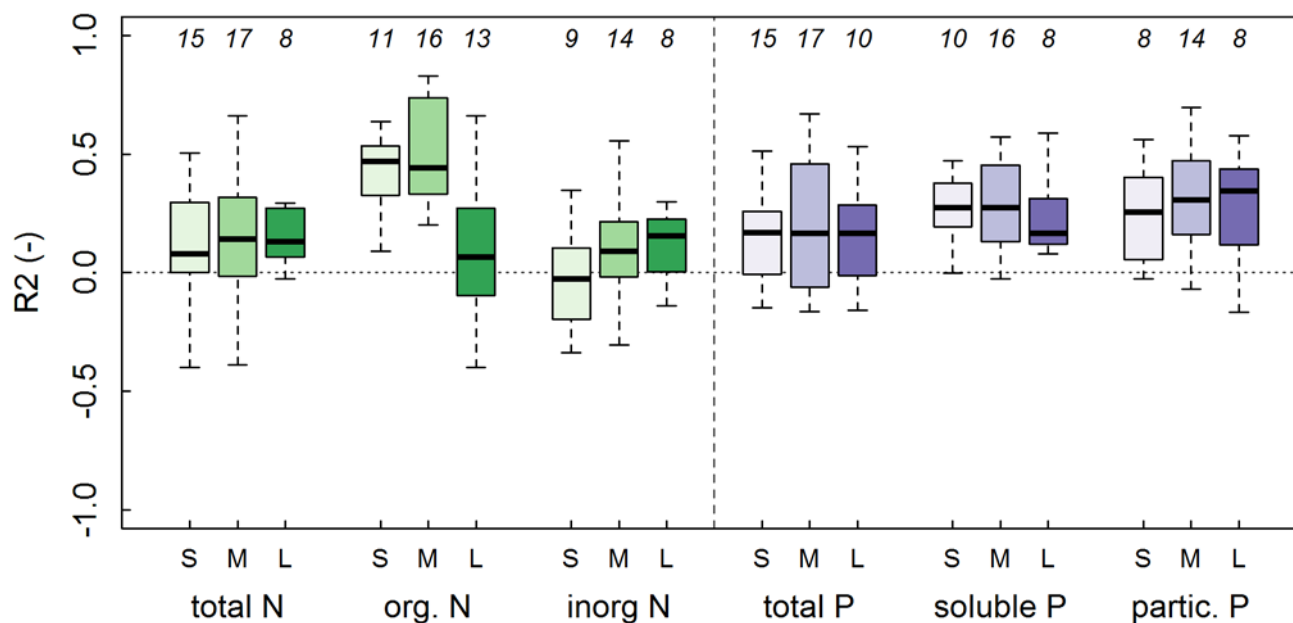 1.0
0.5
0.0
-0.5
-1.0
R2 (-)
15 17 8 11 16 13 9 14 8 15 17 10 10 16 8 8 14 8
S M L S M L S M L S M L S M L S M L
total N org. N inorg N total P soluble P partic. P